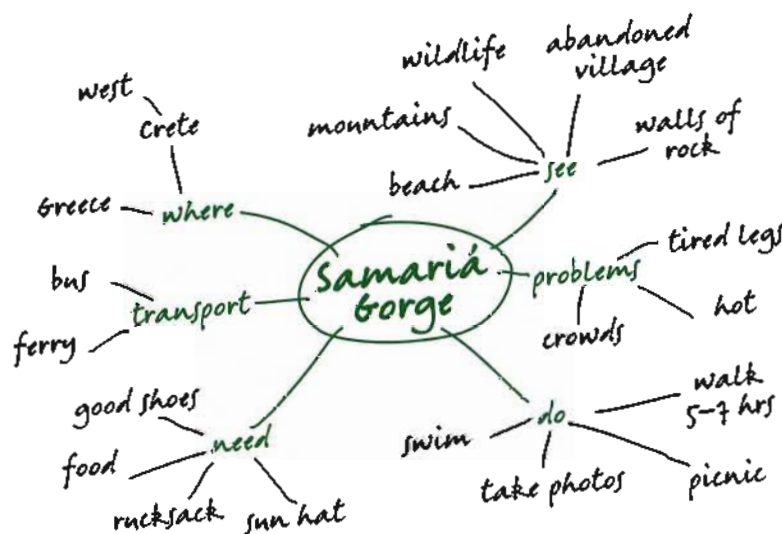 Samariá
Gorge
where
Greece
Crete
west
see
beach
mountains
wildlife
abandoned
village
walls of
rock
problems
tired legs
hot
crowds
do
walk
5-7 hrs
picnic
take photos
swim
need
good shoes
food
rucksack
sun hat
transport
bus
ferry